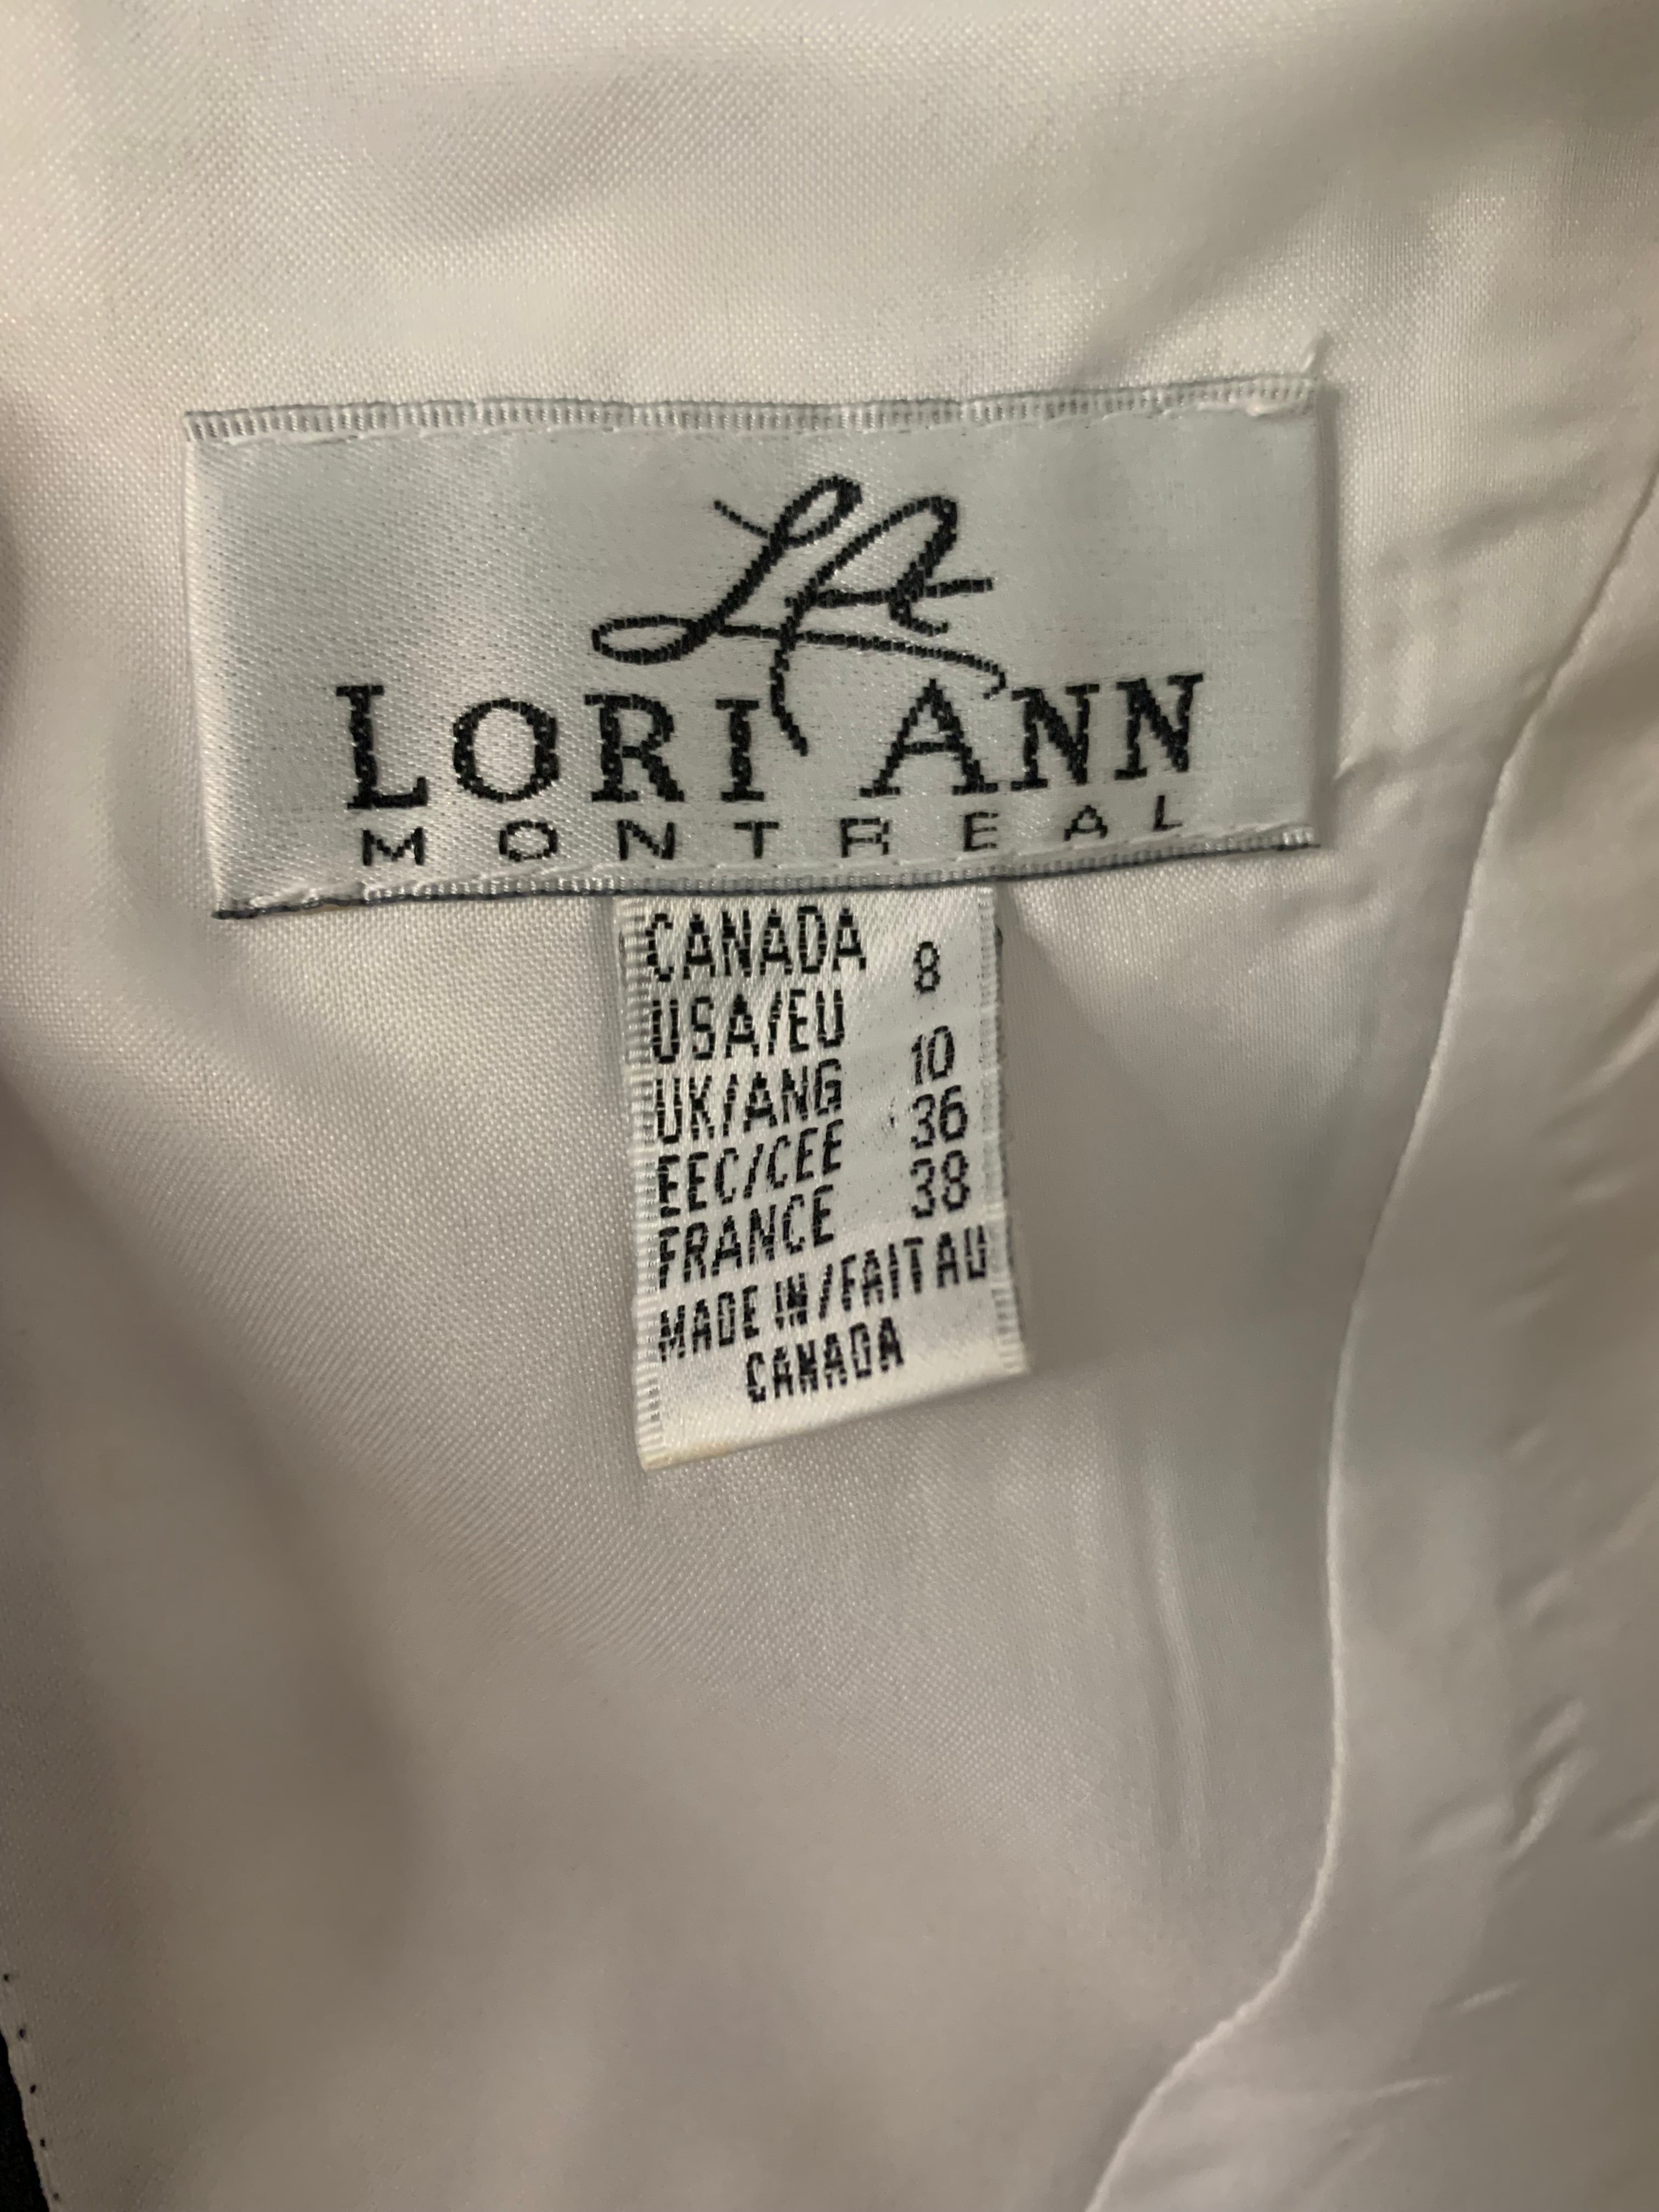 LA
LORI ANN
MONTREAL
CANADA 8
USA/EU
UK/ANG 10
EEC/CEE 36
FRANCE 38
MADE IN/FAIT AU
CANADA